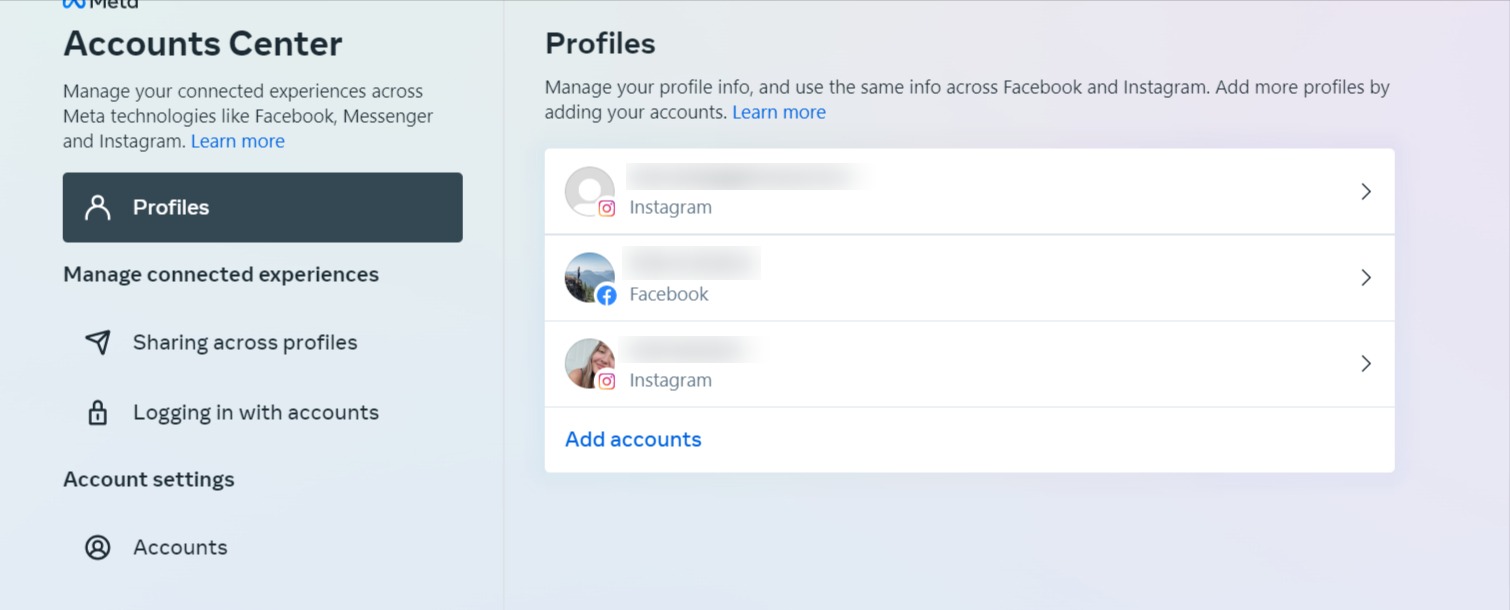 Meta
Accounts Center
Manage your connected experiences across
Meta technologies like Facebook, Messenger
and Instagram. Learn more
Profiles
Manage connected experiences
Sharing across profiles
Logging in with accounts
Account settings
Accounts
Profiles
Manage your profile info, and use the same info across Facebook and Instagram. Add more profiles by
adding your accounts. Learn more
Instagram
Facebook
Instagram
Add accounts